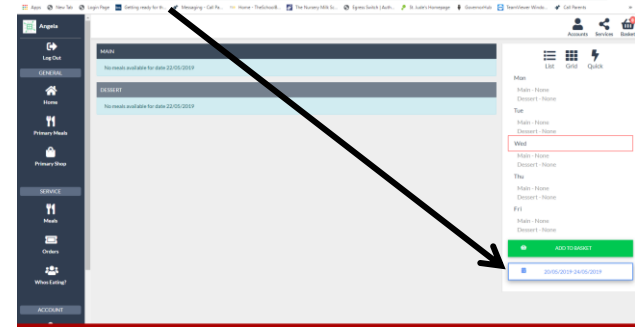 Apps New Tab Login Page Getting ready for th... Messaging - Call Pa... Home - TheSchoolB... The Nursery Milk Sc... Egress Switch | Auth... St Jude's Homepage GovernorHub TeamViewer Windo... Call Parents »
Angela
Accounts Services Basket
Log Out
GENERAL
Home
Primary Meals
Primary Shop
SERVICE
Meals
Orders
Whos Eating?
ACCOUNT
MAIN
No meals available for date 22/05/2019
DESSERT
No meals available for date 22/05/2019
List Grid Quick
Mon
Main - None
Dessert - None
Tue
Main - None
Dessert - None
Wed
Main - None
Dessert - None
Thu
Main - None
Dessert - None
Fri
Main - None
Dessert - None
ADD TO BASKET
20/05/2019-24/05/2019